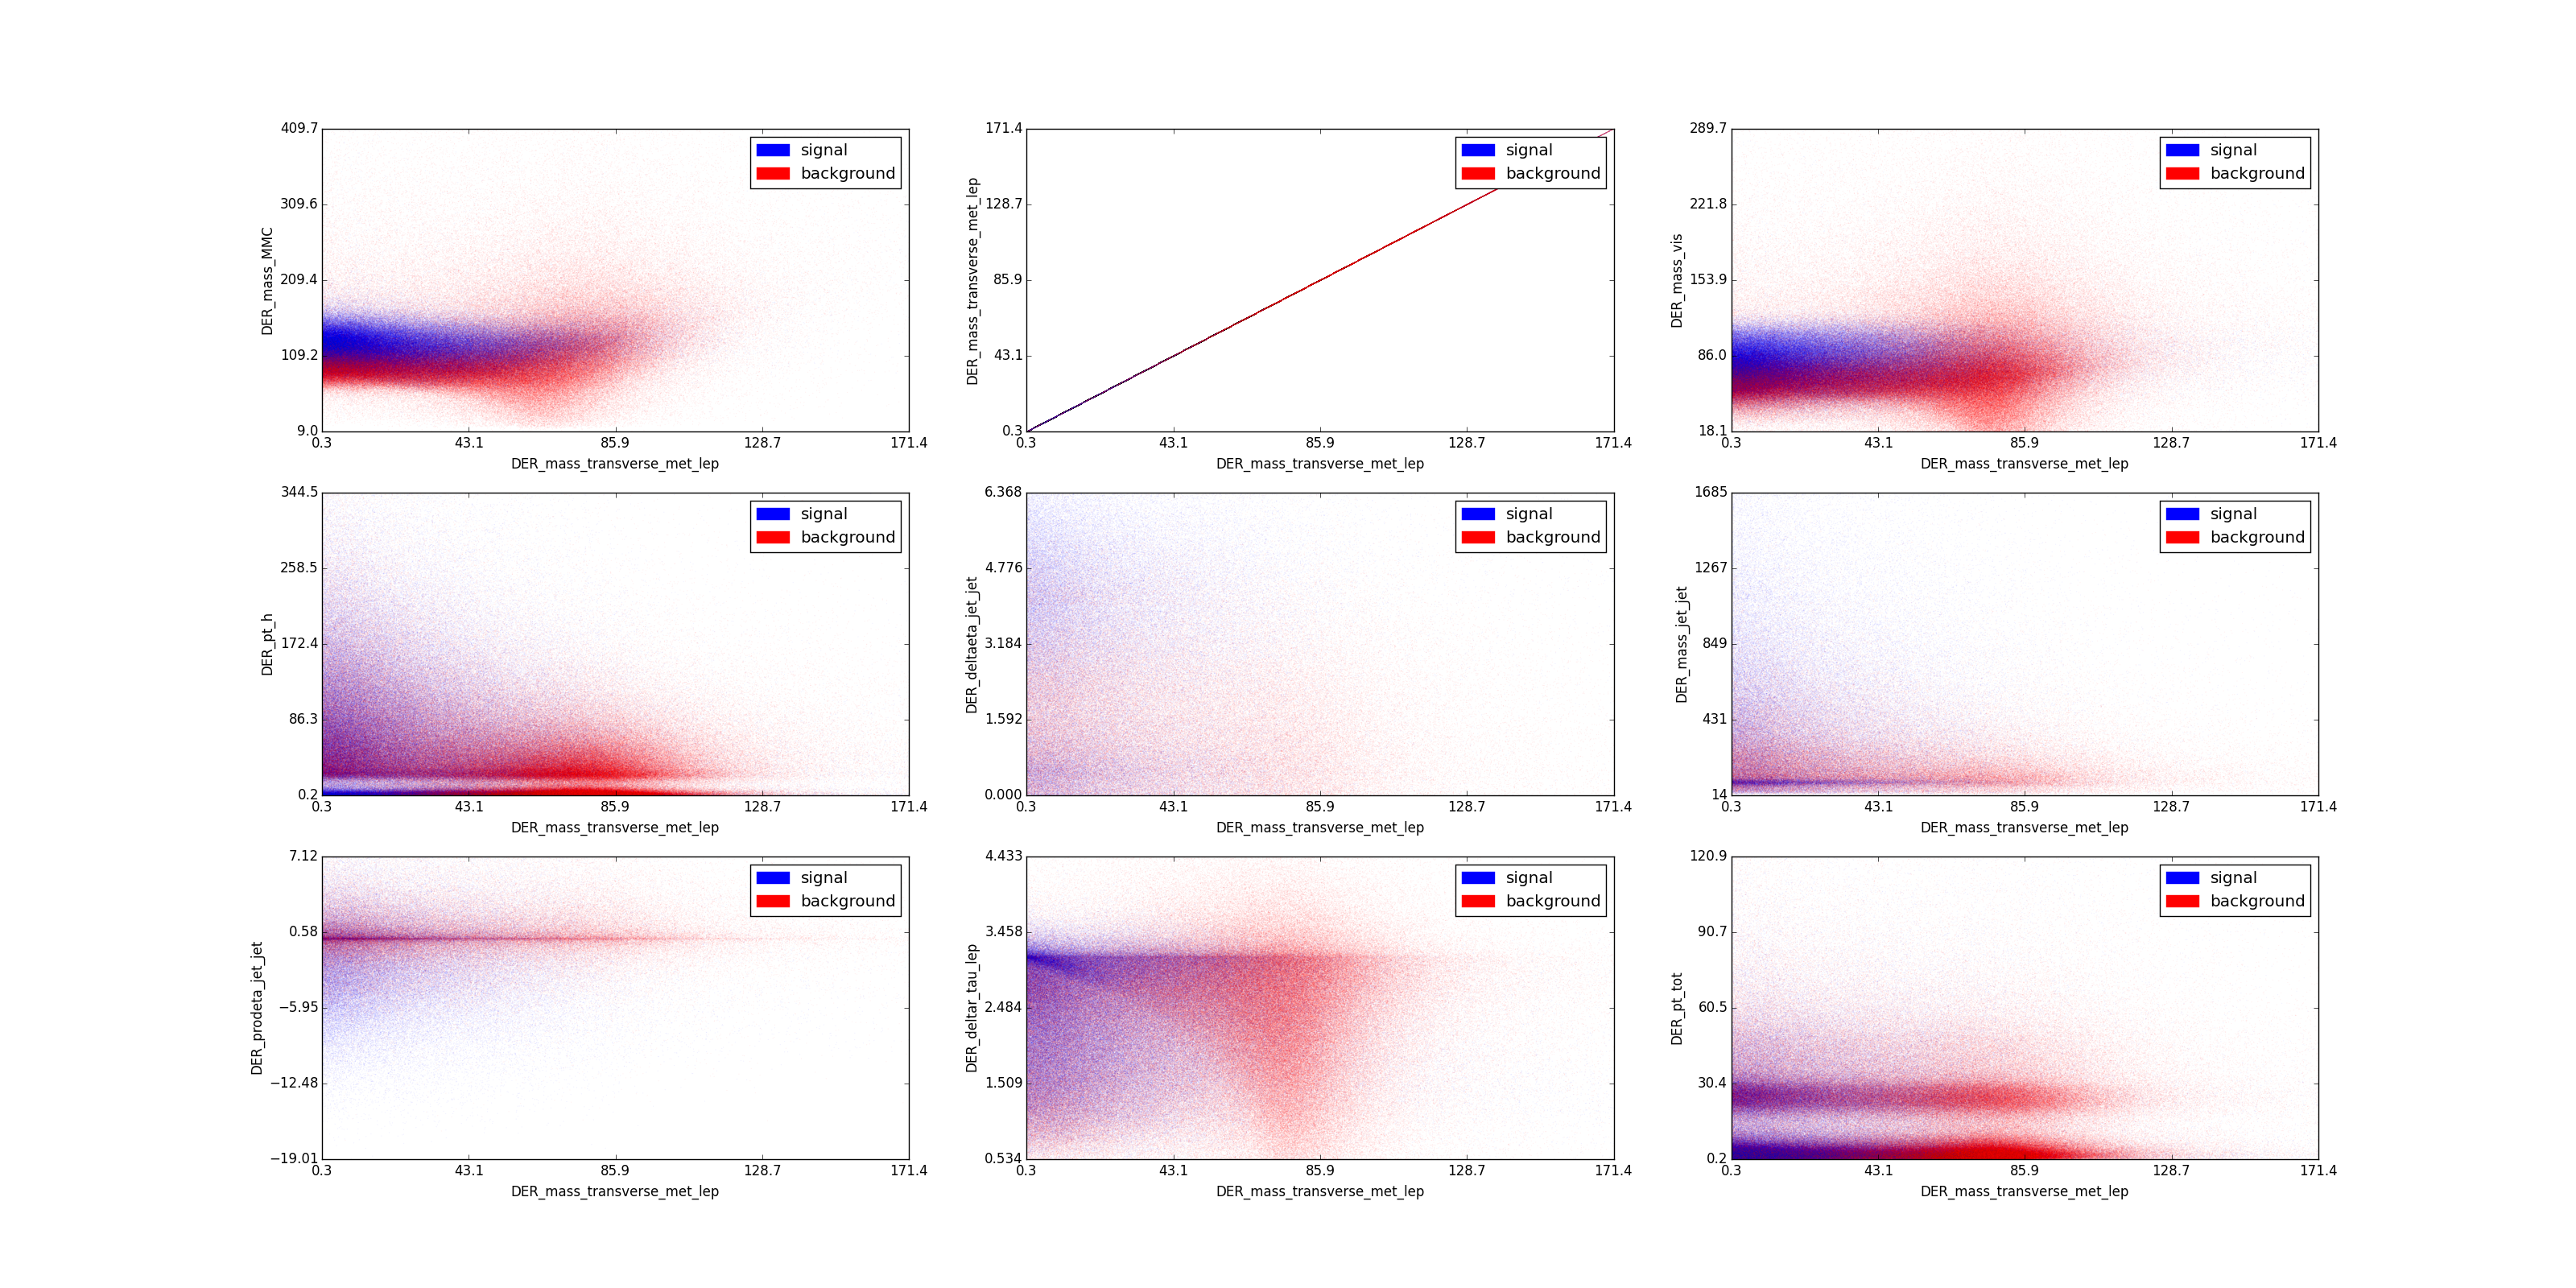 409.7
309.6
209.4
109.2
9.0
DER_mass_MMC
signal
background
0.3 43.1 85.9 128.7 171.4
DER_mass_transverse_met_lep
171.4
128.7
85.9
43.1
0.3
DER_mass_transverse_met_lep
signal
background
0.3 43.1 85.9 128.7 171.4
DER_mass_transverse_met_lep
289.7
221.8
153.9
86.0
18.1
DER_mass_vis
signal
background
0.3 43.1 85.9 128.7 171.4
DER_mass_transverse_met_lep
344.5
258.5
172.4
86.3
0.2
DER_pt_h
signal
background
0.3 43.1 85.9 128.7 171.4
DER_mass_transverse_met_lep
6.368
4.776
3.184
1.592
0.000
DER_deltaeta_jet_jet
signal
background
0.3 43.1 85.9 128.7 171.4
DER_mass_transverse_met_lep
1685
1267
849
431
14
DER_mass_jet_jet
signal
background
0.3 43.1 85.9 128.7 171.4
DER_mass_transverse_met_lep
7.12
0.58
−5.95
−12.48
−19.01
DER_prodeta_jet_jet
signal
background
0.3 43.1 85.9 128.7 171.4
DER_mass_transverse_met_lep
4.433
3.458
2.484
1.509
0.534
DER_deltar_tau_lep
signal
background
0.3 43.1 85.9 128.7 171.4
DER_mass_transverse_met_lep
120.9
90.7
60.5
30.4
0.2
DER_pt_tot
signal
background
0.3 43.1 85.9 128.7 171.4
DER_mass_transverse_met_lep